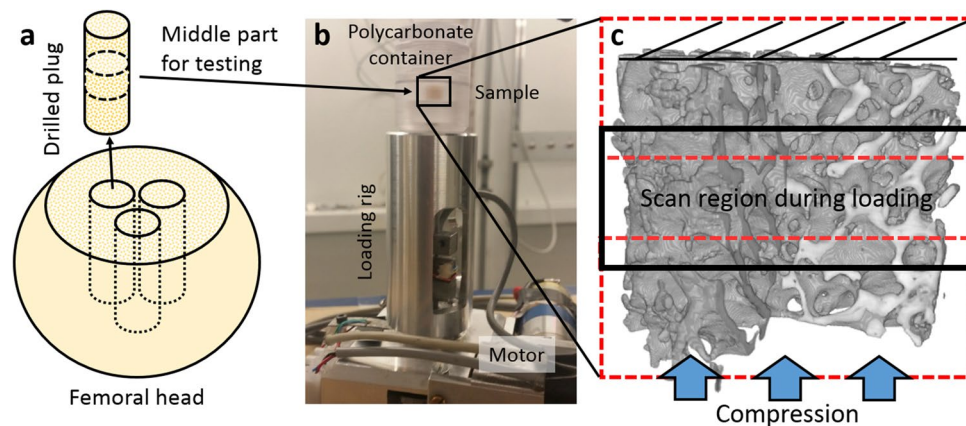 a
Drilled plug
Middle part
for testing
Femoral head
b
Polycarbonate
container
Sample
Loading rig
Motor
c
Scan region during loading
Compression